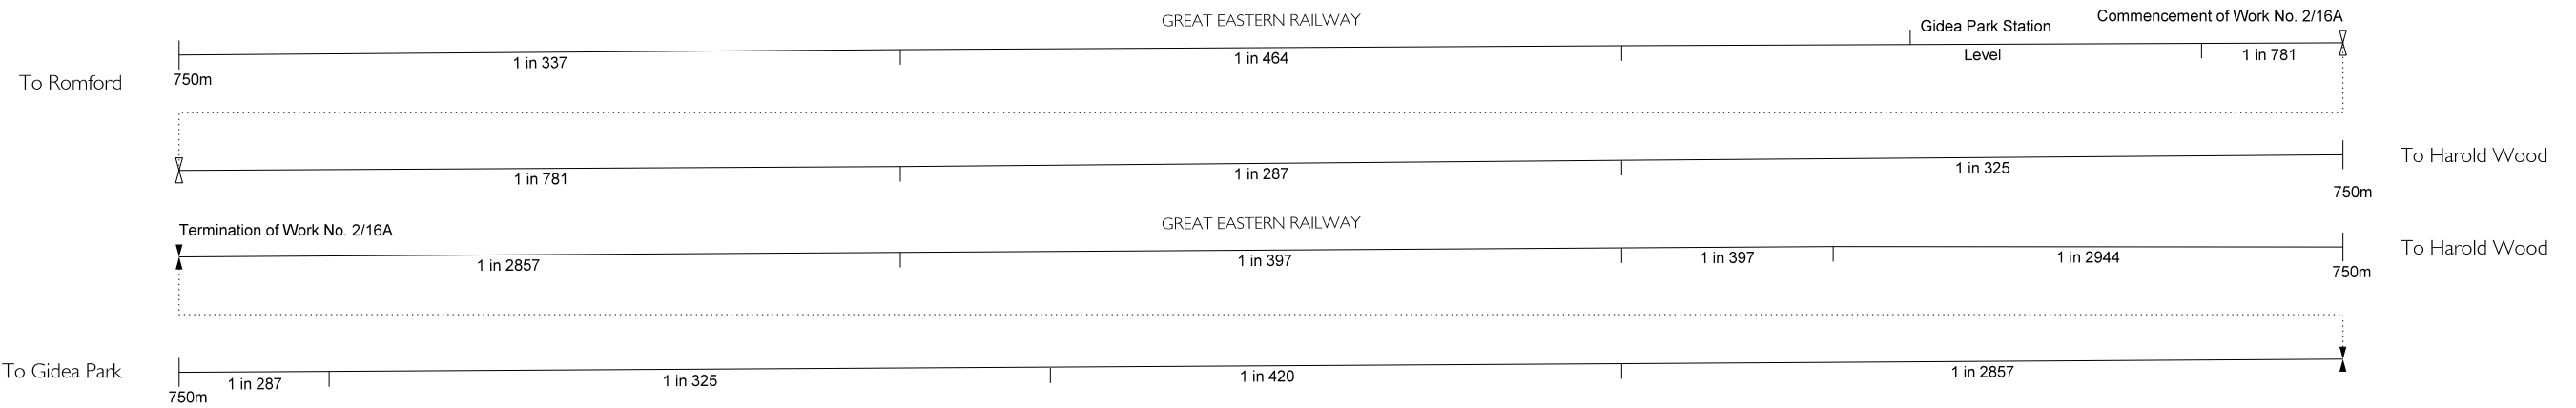 GREAT EASTERN RAILWAY
Commencement of Work No. 2/16A
Gidea Park Station
1 in 337
1 in 464
Level
1 in 781
To Romford
750m
To Harold Wood
1 in 781
1 in 287
1 in 325
750m
GREAT EASTERN RAILWAY
Termination of Work No. 2/16A
To Harold Wood
1 in 2857
1 in 397
1 in 397
1 in 2944
750m
To Gidea Park
1 in 287
1 in 325
1 in 420
1 in 2857
750m